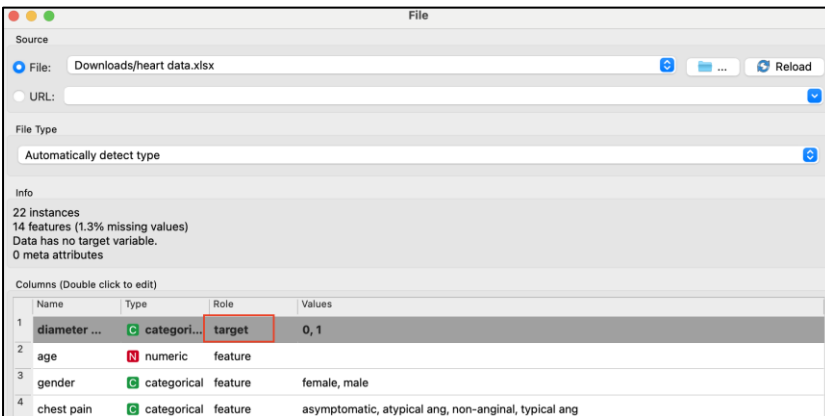 File
Source
File: Downloads/heart data.xlsx ... Reload
URL:
File Type
Automatically detect type
Info
22 instances
14 features (1.3% missing values)
Data has no target variable.
0 meta attributes
Columns (Double click to edit)
Name Type Role Values
1 diameter ... C categori... target 0, 1
2 age N numeric feature
3 gender C categorical feature female, male
4 chest pain C categorical feature asymptomatic, atypical ang, non-anginal, typical ang